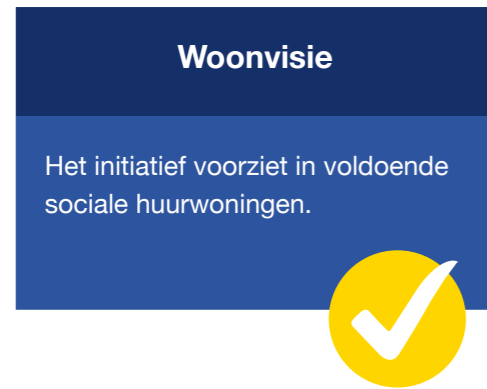 Woonvisie
Het initiatief voorziet in voldoende
sociale huurwoningen.